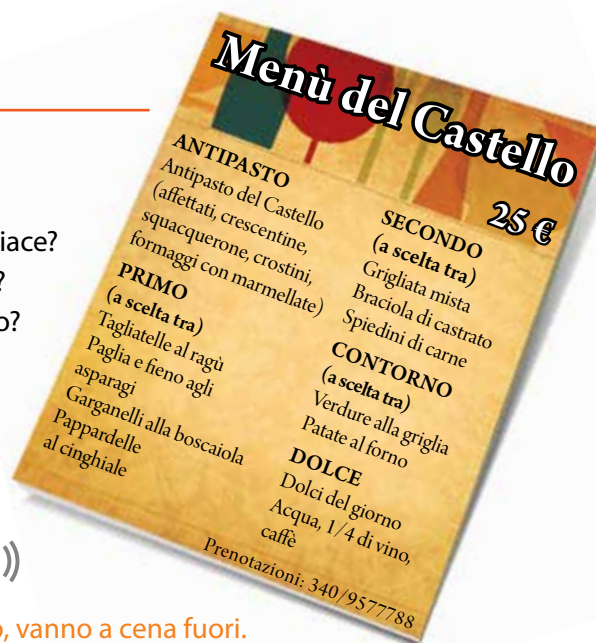 iace?
?
o?
Menù del Castello
25 €
ANTIPASTO
Antipasto del Castello
(affettati, crescentine,
squacquerone, crostini,
formaggi con marmellate)
PRIMO
(a scelta tra)
Tagliatelle al ragù
Paglia e fieno agli
asparagi
Garganelli alla boscaiola
Pappardelle
al cinghiale
SECONDO
(a scelta tra)
Grigliata mista
Braciola di castrato
Spiedini di carne
CONTORNO
(a scelta tra)
Verdure alla griglia
Patate al forno
DOLCE
Dolci del giorno
Acqua, 1/4 di vino,
caffè
Prenotazioni: 340/9577788
o, vanno a cena fuori.